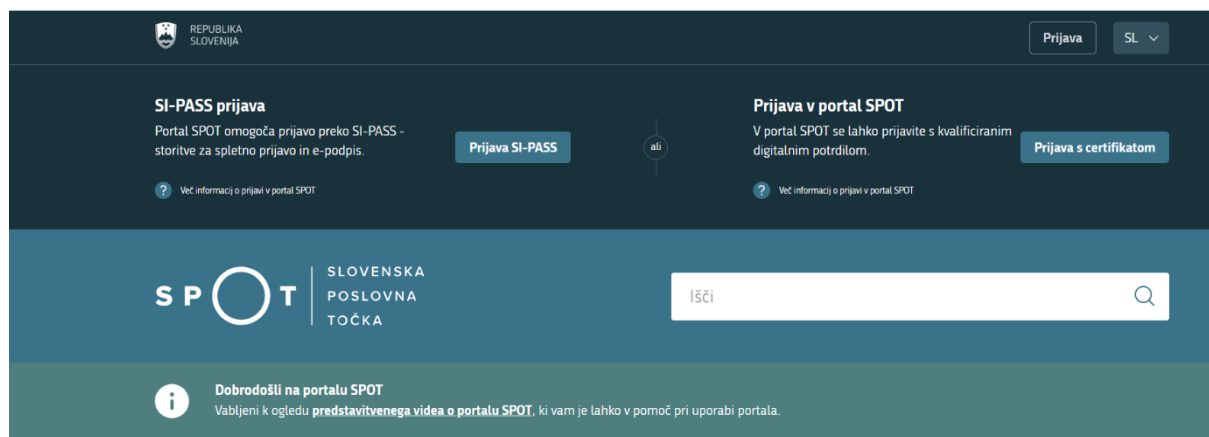 REPUBLIKA
SLOVENIJA
Prijava
SL
SI-PASS prijava
Portal SPOT omogoča prijavo preko SI-PASS -
storitve za spletno prijavo in e-podpis.
Prijava SI-PASS
Več informacij o prijavi v portal SPOT
ali
Prijava v portal SPOT
V portal SPOT se lahko prijavite s kvalificiranim
digitalnim potrdilom.
Prijava s certifikatom
Več informacij o prijavi v portal SPOT
SPOT
SLOVENSKA
POSLOVNA
TOČKA
Išči
Dobrodošli na portalu SPOT
Vabljeni k ogledu predstavitvenega videa o portalu SPOT, ki vam je lahko v pomoč pri uporabi portala.